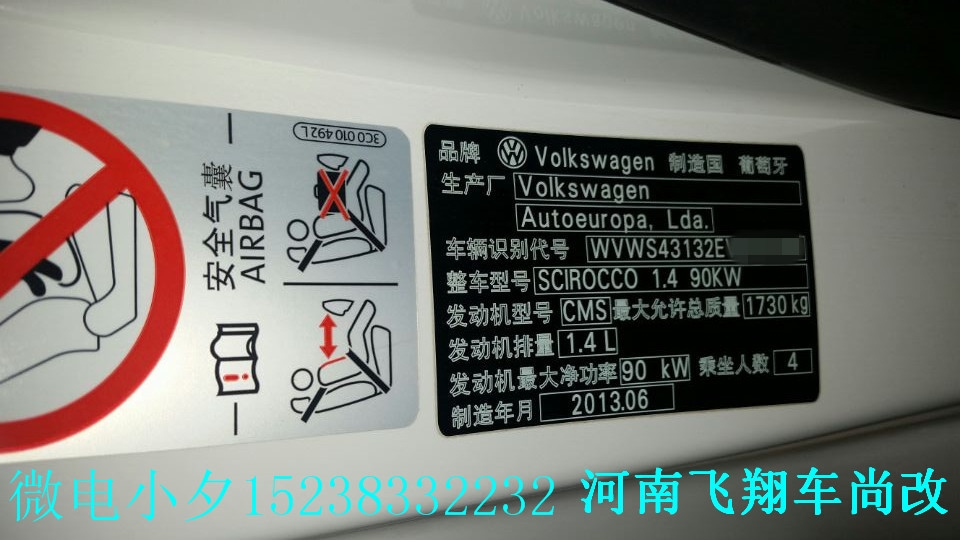 3C0 010 492 L
安全气囊
AIRBAG
品牌 Volkswagen 制造国 葡萄牙
生产厂 Volkswagen
Autoeuropa, Lda.
车辆识别代号 WVWS43132E
整车型号 SCIROCCO 1.4 90KW
发动机型号 CMS 最大允许总质量 1730 kg
发动机排量 1.4 L
发动机最大净功率 90 kW 乘坐人数 4
制造年月 2013.06
微电小夕15238332232 河南飞翔车尚改